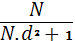 N
N.d² + 1